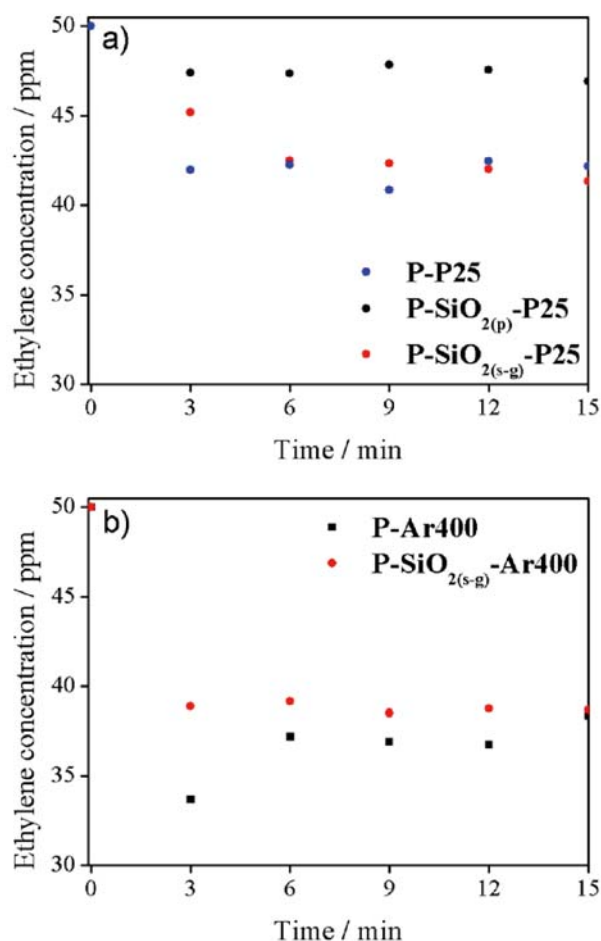 a)
50
45
40
35
30
Ethylene concentration / ppm
P-P25
P-SiO₂₍ₚ₎-P25
P-SiO₂₍s-g₎-P25
0 3 6 9 12 15
Time / min
b)
50
45
40
35
30
Ethylene concentration / ppm
P-Ar400
P-SiO₂₍s-g₎-Ar400
0 3 6 9 12 15
Time / min